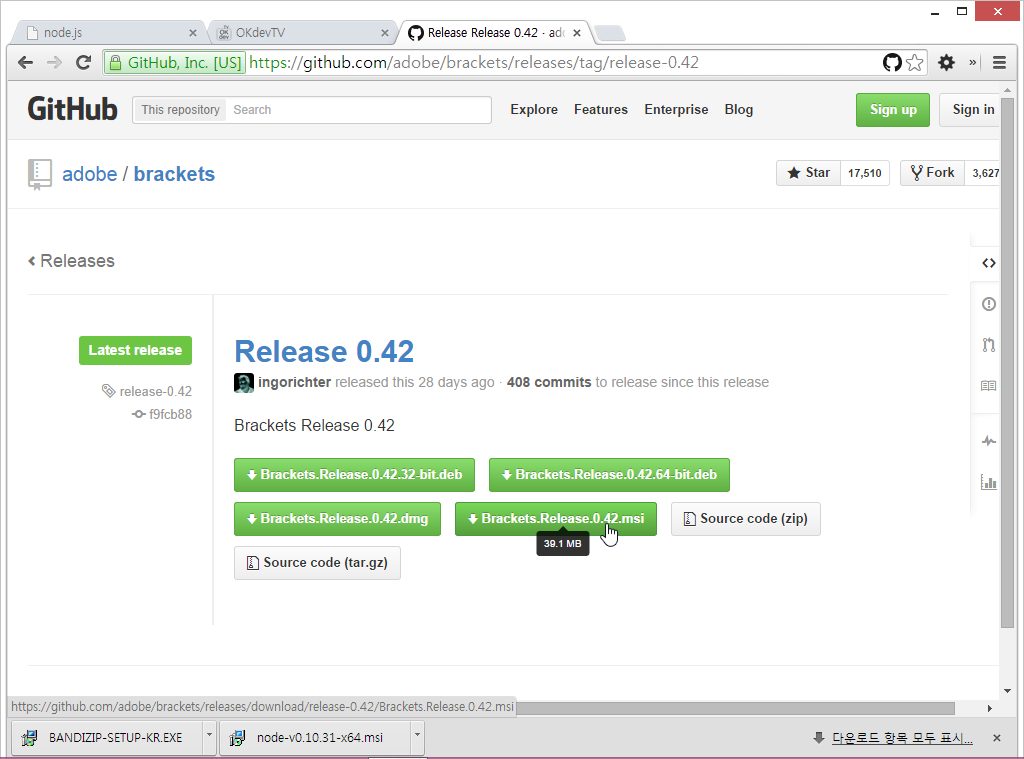 node.js
OKdevTV
Release Release 0.42 · ado
GitHub, Inc. [US] https://github.com/adobe/brackets/releases/tag/release-0.42
GitHub This repository Search Explore Features Enterprise Blog Sign up Sign in
adobe / brackets
Star 17,510 Fork 3,627
Releases
Latest release
release-0.42
f9fcb88
Release 0.42
ingorichter released this 28 days ago · 408 commits to release since this release
Brackets Release 0.42
Brackets.Release.0.42.32-bit.deb Brackets.Release.0.42.64-bit.deb
Brackets.Release.0.42.dmg Brackets.Release.0.42.msi Source code (zip)
39.1 MB
Source code (tar.gz)
https://github.com/adobe/brackets/releases/download/release-0.42/Brackets.Release.0.42.msi
BANDIZIP-SETUP-KR.EXE node-v0.10.31-x64.msi 다운로드 항목 모두 표시...